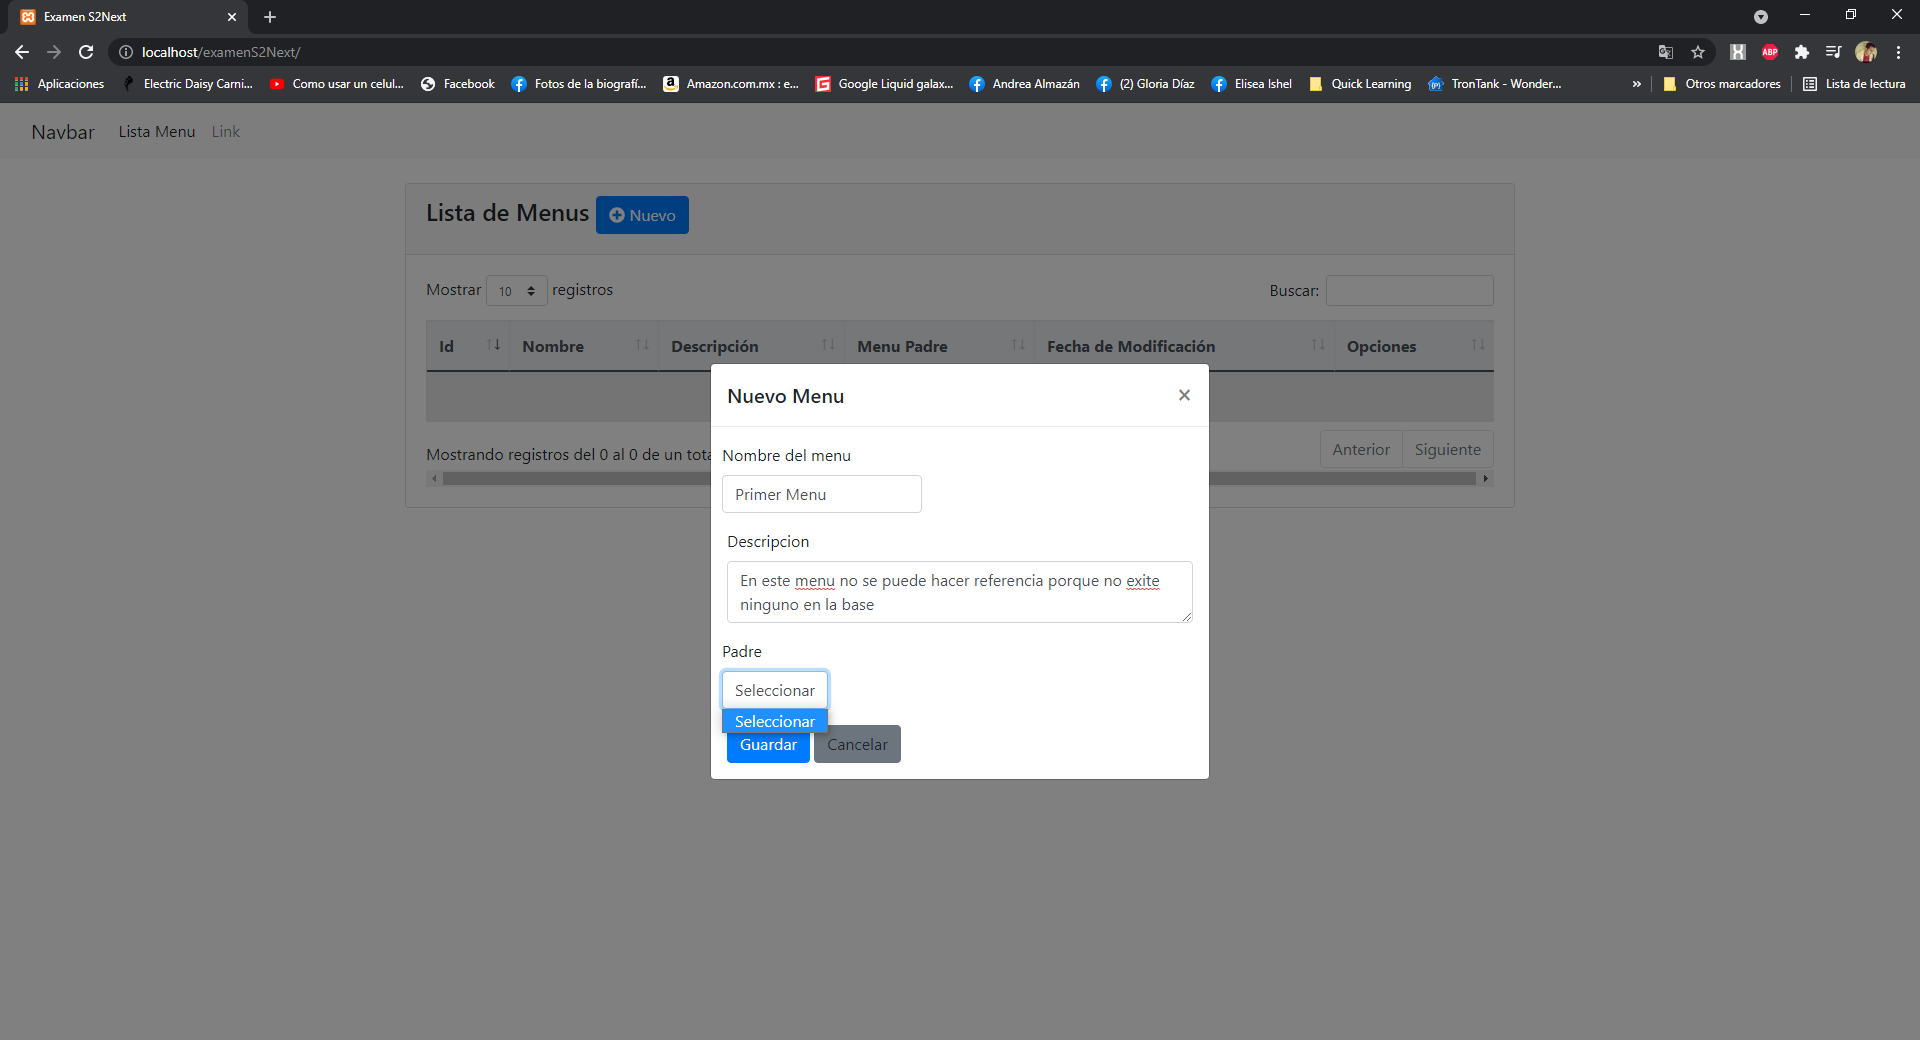 Examen S2Next
localhost/examenS2Next/
ABP
Aplicaciones
Electric Daisy Carni...
Como usar un celul...
Facebook
Fotos de la biografí...
Amazon.com.mx : e...
Google Liquid galax...
Andrea Almazán
(2) Gloria Díaz
Elisea Ishel
Quick Learning
TronTank - Wonder...
»
Otros marcadores
Lista de lectura
Navbar
Lista Menu
Link
Lista de Menus
Nuevo
Mostrar 10 registros
Buscar:
Id
Nombre
Descripción
Menu Padre
Fecha de Modificación
Opciones
Mostrando registros del 0 al 0 de un tota
Anterior
Siguiente
Nuevo Menu
×
Nombre del menu
Primer Menu
Descripcion
En este menu no se puede hacer referencia porque no exite
ninguno en la base
Padre
Seleccionar
Seleccionar
Guardar
Cancelar